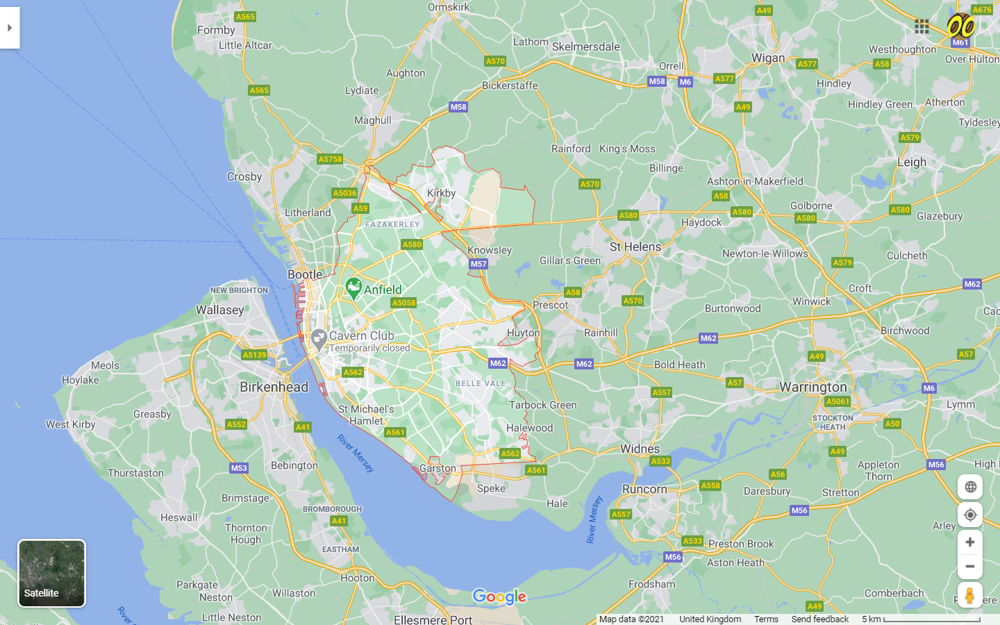 Ormskirk
A565
Formby
Little Altcar
A49
A676
M61
Westhoughton
Over Hulton
Lathom
Skelmersdale
A570
Wigan
A577
A58
Orrell
Aughton
M58
M6
A577
Hindley
Bickerstaffe
Lydiate
A565
M58
A49
Hindley Green
Atherton
Maghull
Tyldesley
A579
Rainford
King's Moss
A5758
Billinge
Leigh
Crosby
Ashton-in-Makerfield
A570
A5036
Kirkby
A58
Litherland
A59
Golborne
A580
A580
A580
A580
Glazebury
FAZAKERLEY
Haydock
A580
St Helens
Knowsley
Newton-le-Willows
Culcheth
M57
Gillar's Green
A579
Bootle
NEW BRIGHTON
Anfield
A58
Croft
M62
Wallasey
A5058
Prescot
A570
Burtonwood
Winwick
Cavern Club
Temporarily closed
Huyton
Rainhill
M62
Birchwood
A5139
Meols
M62
M62
Bold Heath
A49
A57
Hoylake
A562
Birkenhead
BELLE VALE
A57
Warrington
M6
A557
A5061
Lymm
Greasby
St Michael's
Hamlet
Tarbock Green
West Kirby
A552
A41
A561
Halewood
STOCKTON
HEATH
A50
River Mersey
A562
Widnes
A49
Bebington
Garston
A561
A533
M53
Thurstaston
Speke
A56
Appleton
Thorn
M56
High
Runcorn
A558
Daresbury
Stretton
Brimstage
Hale
BROMBOROUGH
River Mersey
A557
M56
Heswall
A41
Arley
Thornton
Hough
A533
Preston Brook
EASTHAM
M56
Aston Heath
Hooton
Parkgate
Frodsham
Satellite
Neston
Willaston
Google
Comberbach
Little Neston
Ellesmere Port
A49
Map data ©2021 United Kingdom Terms Send feedback 5 km